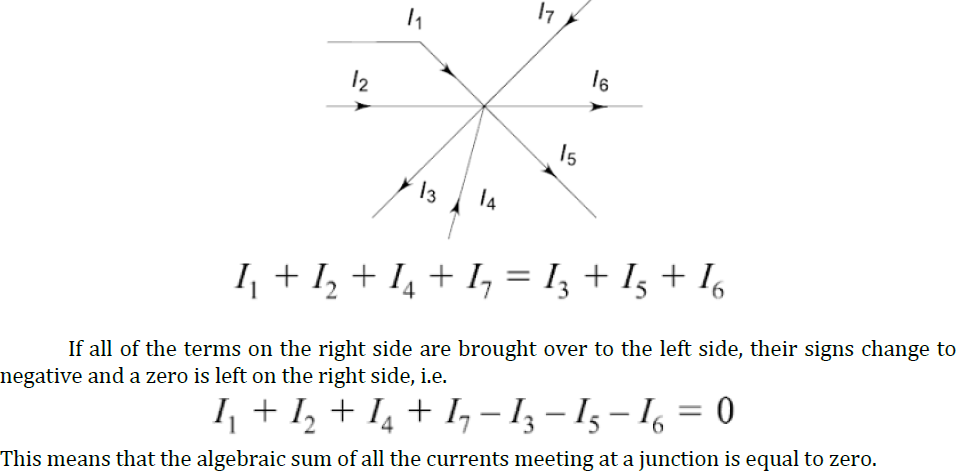 I₁ I₇
I₂ I₆
I₅
I₃ I₄
I₁ + I₂ + I₄ + I₇ = I₃ + I₅ + I₆
If all of the terms on the right side are brought over to the left side, their signs change to
negative and a zero is left on the right side, i.e.
I₁ + I₂ + I₄ + I₇ – I₃ – I₅ – I₆ = 0
This means that the algebraic sum of all the currents meeting at a junction is equal to zero.